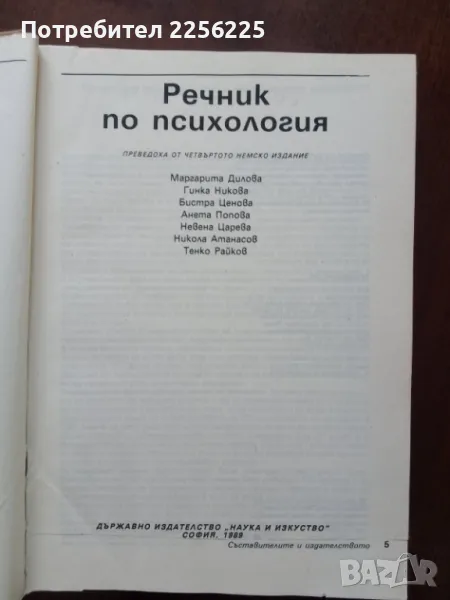 Потребител 2256225
Речник
по психология
ПРЕВЕДОХА ОТ ЧЕТВЪРТОТО НЕМСКО ИЗДАНИЕ
Маргарита Дилова
Гинка Никова
Бистра Ценова
Анета Попова
Невена Царева
Никола Атанасов
Тенко Райков
ДЪРЖАВНО ИЗДАТЕЛСТВО „НАУКА И ИЗКУСТВО"
СОФИЯ, 1989
Съставителите и издателството 5
BAZAR